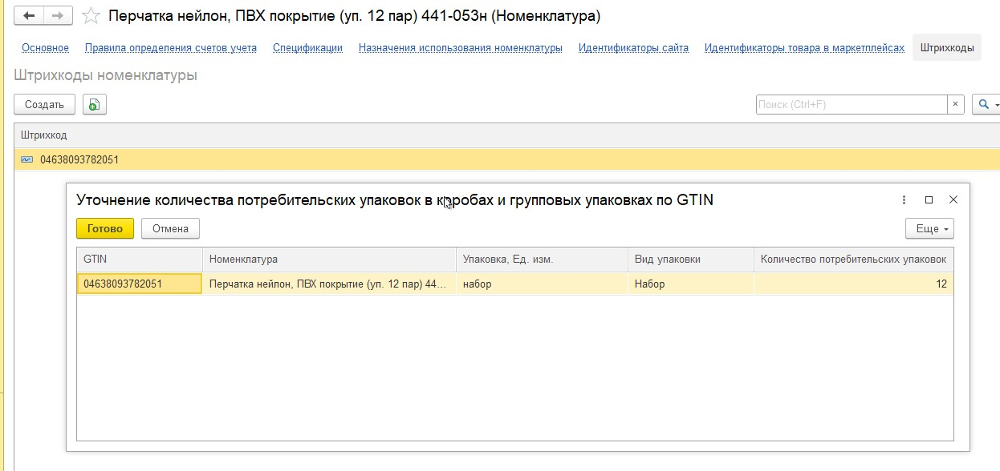 Перчатка нейлон, ПВХ покрытие (уп. 12 пар) 441-053н (Номенклатура)
Основное Правила определения счетов учета Спецификации Назначения использования номенклатуры Идентификаторы сайта Идентификаторы товара в маркетплейсах Штрихкоды
Штрихкоды номенклатуры
Создать Поиск (Ctrl+F) ×
Штрихкод
04638093782051
Уточнение количества потребительских упаковок в коробах и групповых упаковках по GTIN
Готово Отмена Еще
GTIN Номенклатура Упаковка, Ед. изм. Вид упаковки Количество потребительских упаковок
04638093782051 Перчатка нейлон, ПВХ покрытие (уп. 12 пар) 44... набор Набор 12